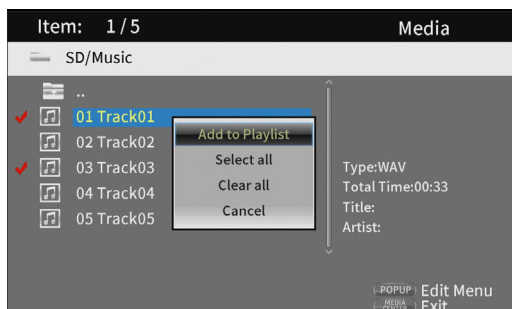 Item: 1/5 Media
SD/Music
..
01 Track01
02 Track02
03 Track03
04 Track04
05 Track05
Add to Playlist
Select all
Clear all
Cancel
Type:WAV
Total Time:00:33
Title:
Artist:
POPUP Edit Menu
MEDIA CENTER Exit